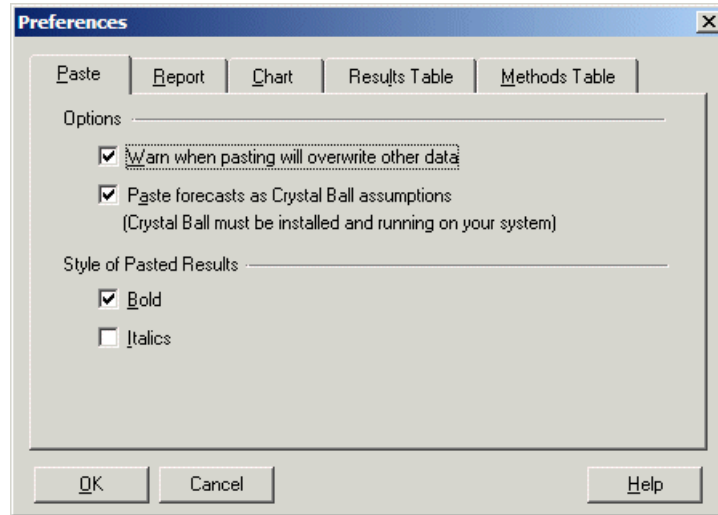 Preferences
Paste Report Chart Results Table Methods Table
Options
Warn when pasting will overwrite other data
Paste forecasts as Crystal Ball assumptions
(Crystal Ball must be installed and running on your system)
Style of Pasted Results
Bold
Italics
OK Cancel Help